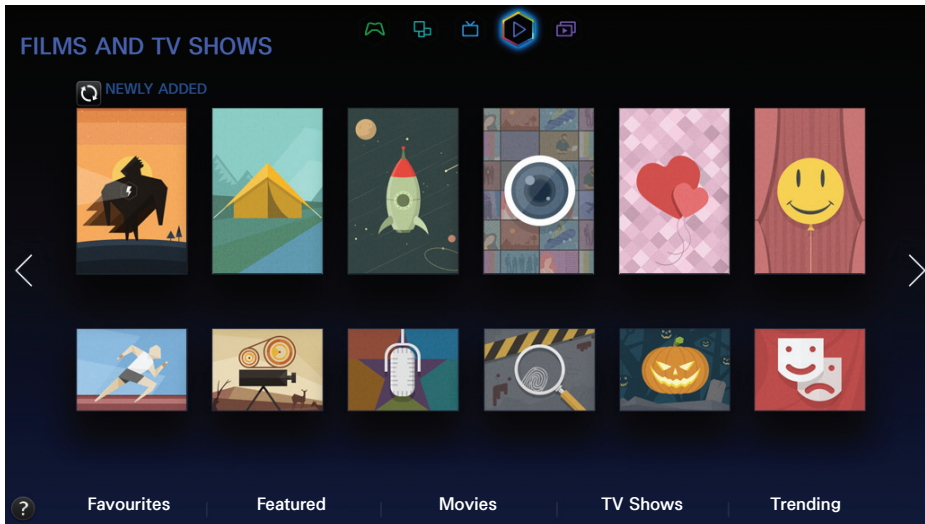 FILMS AND TV SHOWS
NEWLY ADDED
?
Favourites
Featured
Movies
TV Shows
Trending